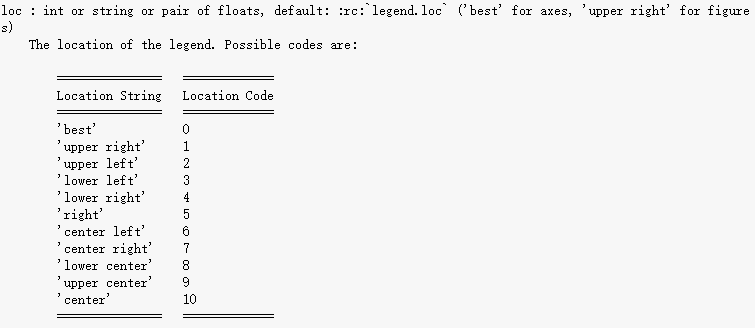 loc : int or string or pair of floats, default: :rc:`legend.loc` ('best' for axes, 'upper right' for figure
s)
The location of the legend. Possible codes are:
Location String Location Code
'best' 0
'upper right' 1
'upper left' 2
'lower left' 3
'lower right' 4
'right' 5
'center left' 6
'center right' 7
'lower center' 8
'upper center' 9
'center' 10